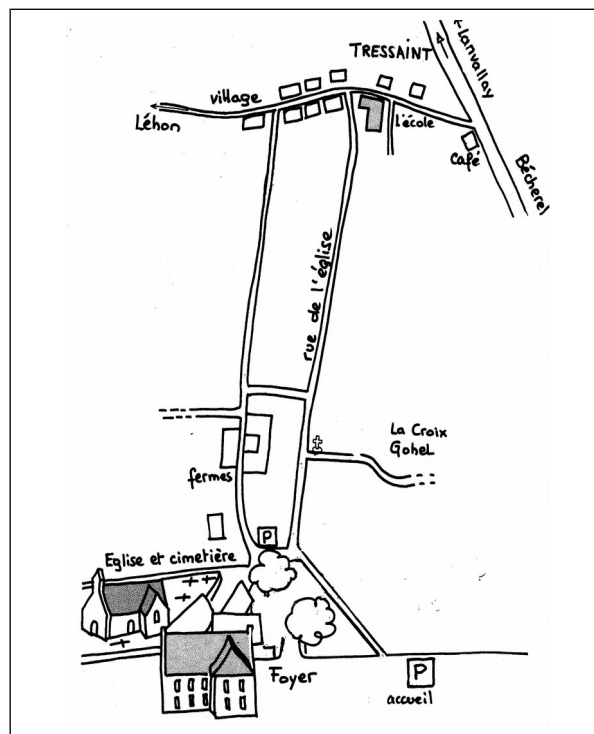 Lanvallay
TRESSAINT
village
Léhon
l'école
Café
Bécherel
rue de l'église
La Croix
Gohel
fermes
P
Eglise et cimetière
Foyer
P
accueil